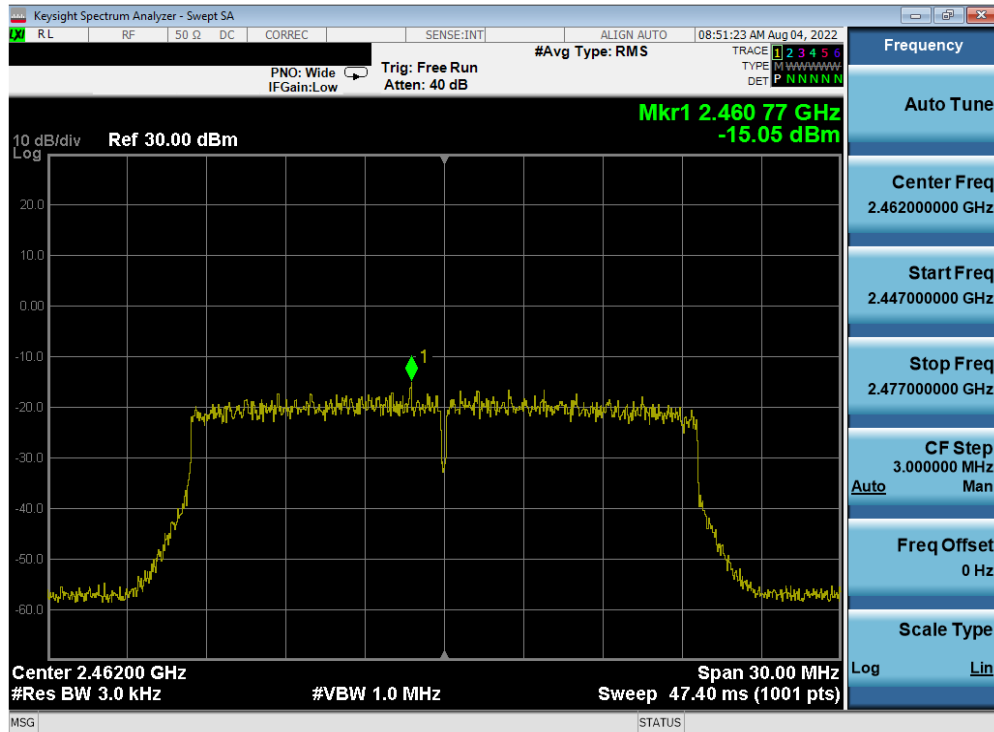 Keysight Spectrum Analyzer - Swept SA
LXI RL RF 50 Ω DC CORREC SENSE:INT ALIGN AUTO 08:51:23 AM Aug 04, 2022
#Avg Type: RMS TRACE 1 2 3 4 5 6
PNO: Wide Trig: Free Run TYPE M WWWWW
IFGain:Low Atten: 40 dB DET P N N N N N
Mkr1 2.460 77 GHz
-15.05 dBm
10 dB/div Ref 30.00 dBm
Log
20.0
10.0
0.00
-10.0
1
-20.0
-30.0
-40.0
-50.0
-60.0
Center 2.46200 GHz Span 30.00 MHz
#Res BW 3.0 kHz #VBW 1.0 MHz Sweep 47.40 ms (1001 pts)
MSG STATUS
Frequency
Auto Tune
Center Freq
2.462000000 GHz
Start Freq
2.447000000 GHz
Stop Freq
2.477000000 GHz
CF Step
3.000000 MHz
Auto Man
Freq Offset
0 Hz
Scale Type
Log Lin